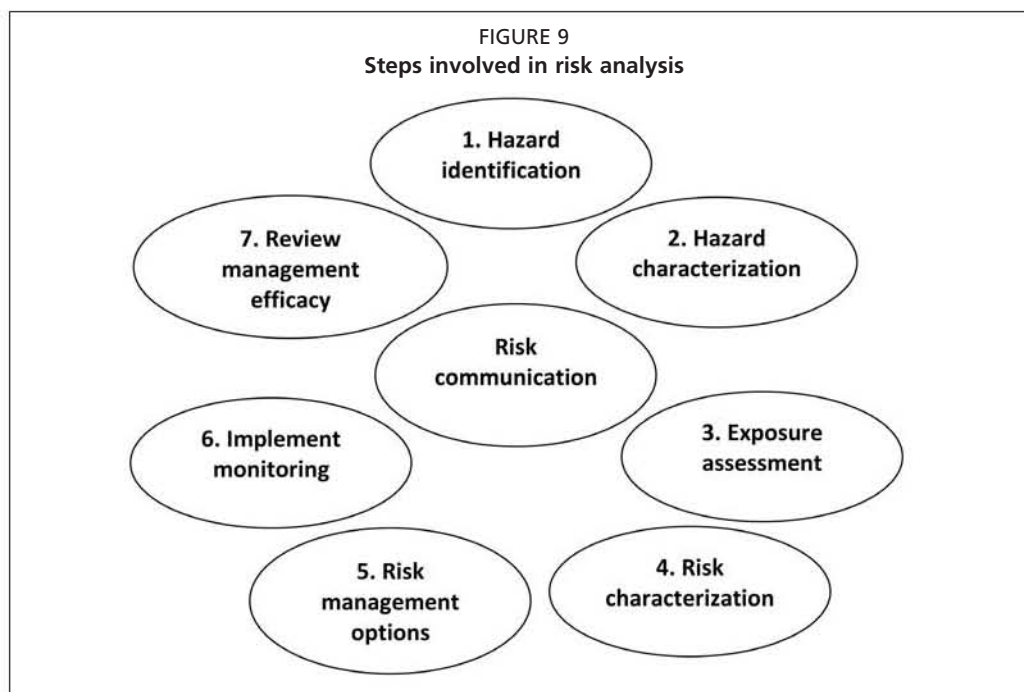 FIGURE 9
Steps involved in risk analysis
1. Hazard
identification
2. Hazard
characterization
3. Exposure
assessment
4. Risk
characterization
5. Risk
management
options
6. Implement
monitoring
7. Review
management
efficacy
Risk
communication